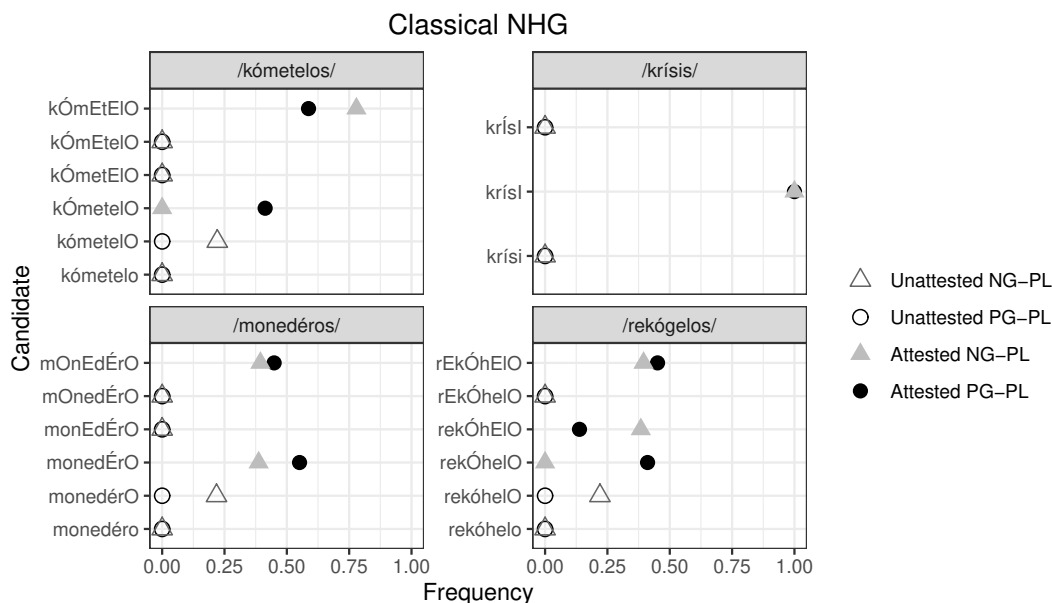 Classical NHG
/kómetelos/
/krísis/
kÓmEtElO
kÓmEtelO
kÓmetElO
kÓmetelO
kómetelO
kómetelo
krÍsI
krísI
krísi
/monedéros/
/rekógelos/
mOnEdÉrO
mOnedÉrO
monEdÉrO
monedÉrO
monedérO
monedéro
rEkÓhElO
rEkÓhelO
rekÓhElO
rekÓhelO
rekóhelO
rekóhelo
0.00 0.25 0.50 0.75 1.00
0.00 0.25 0.50 0.75 1.00
Frequency
Candidate
Unattested NG−PL
Unattested PG−PL
Attested NG−PL
Attested PG−PL